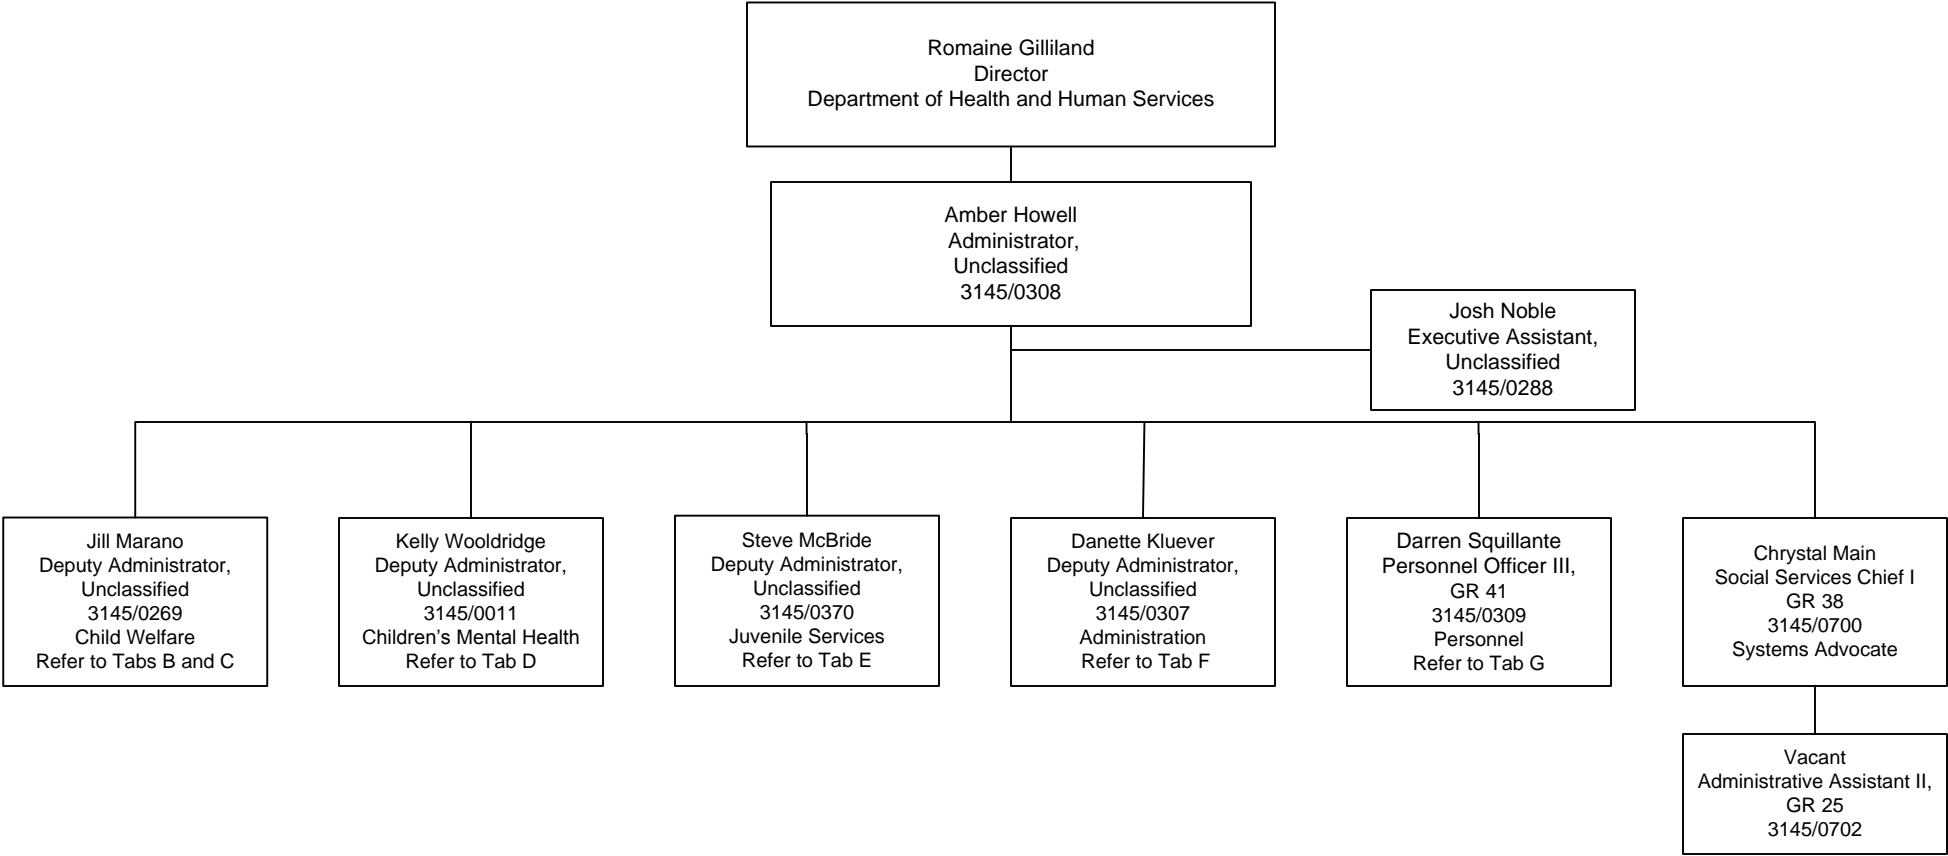 Romaine Gilliland
Director
Department of Health and Human Services
Amber Howell
Administrator,
Unclassified
3145/0308
Josh Noble
Executive Assistant,
Unclassified
3145/0288
Jill Marano
Deputy Administrator,
Unclassified
3145/0269
Child Welfare
Refer to Tabs B and C
Kelly Wooldridge
Deputy Administrator,
Unclassified
3145/0011
Children’s Mental Health
Refer to Tab D
Steve McBride
Deputy Administrator,
Unclassified
3145/0370
Juvenile Services
Refer to Tab E
Danette Kluever
Deputy Administrator,
Unclassified
3145/0307
Administration
Refer to Tab F
Darren Squillante
Personnel Officer III,
GR 41
3145/0309
Personnel
Refer to Tab G
Chrystal Main
Social Services Chief I
GR 38
3145/0700
Systems Advocate
Vacant
Administrative Assistant II,
GR 25
3145/0702